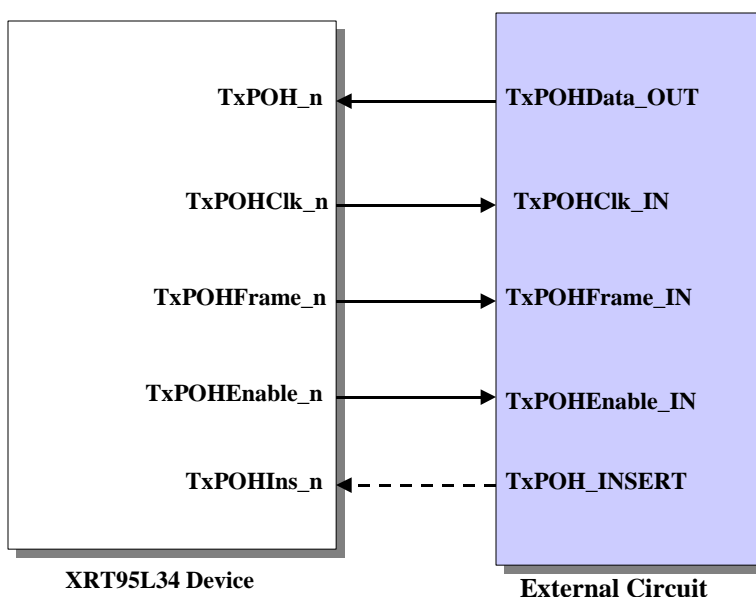 TxPOH_n TxPOHData_OUT
TxPOHClk_n TxPOHClk_IN
TxPOHFrame_n TxPOHFrame_IN
TxPOHEnable_n TxPOHEnable_IN
TxPOHIns_n TxPOH_INSERT
XRT95L34 Device External Circuit